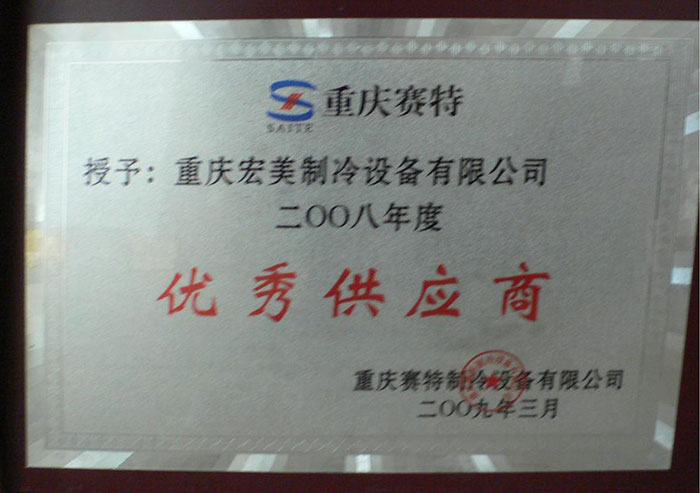 重庆赛特
SAITE
授予：重庆宏美制冷设备有限公司
二OO八年度
优秀供应商
重庆赛特制冷设备有限公司
二OO九年三月